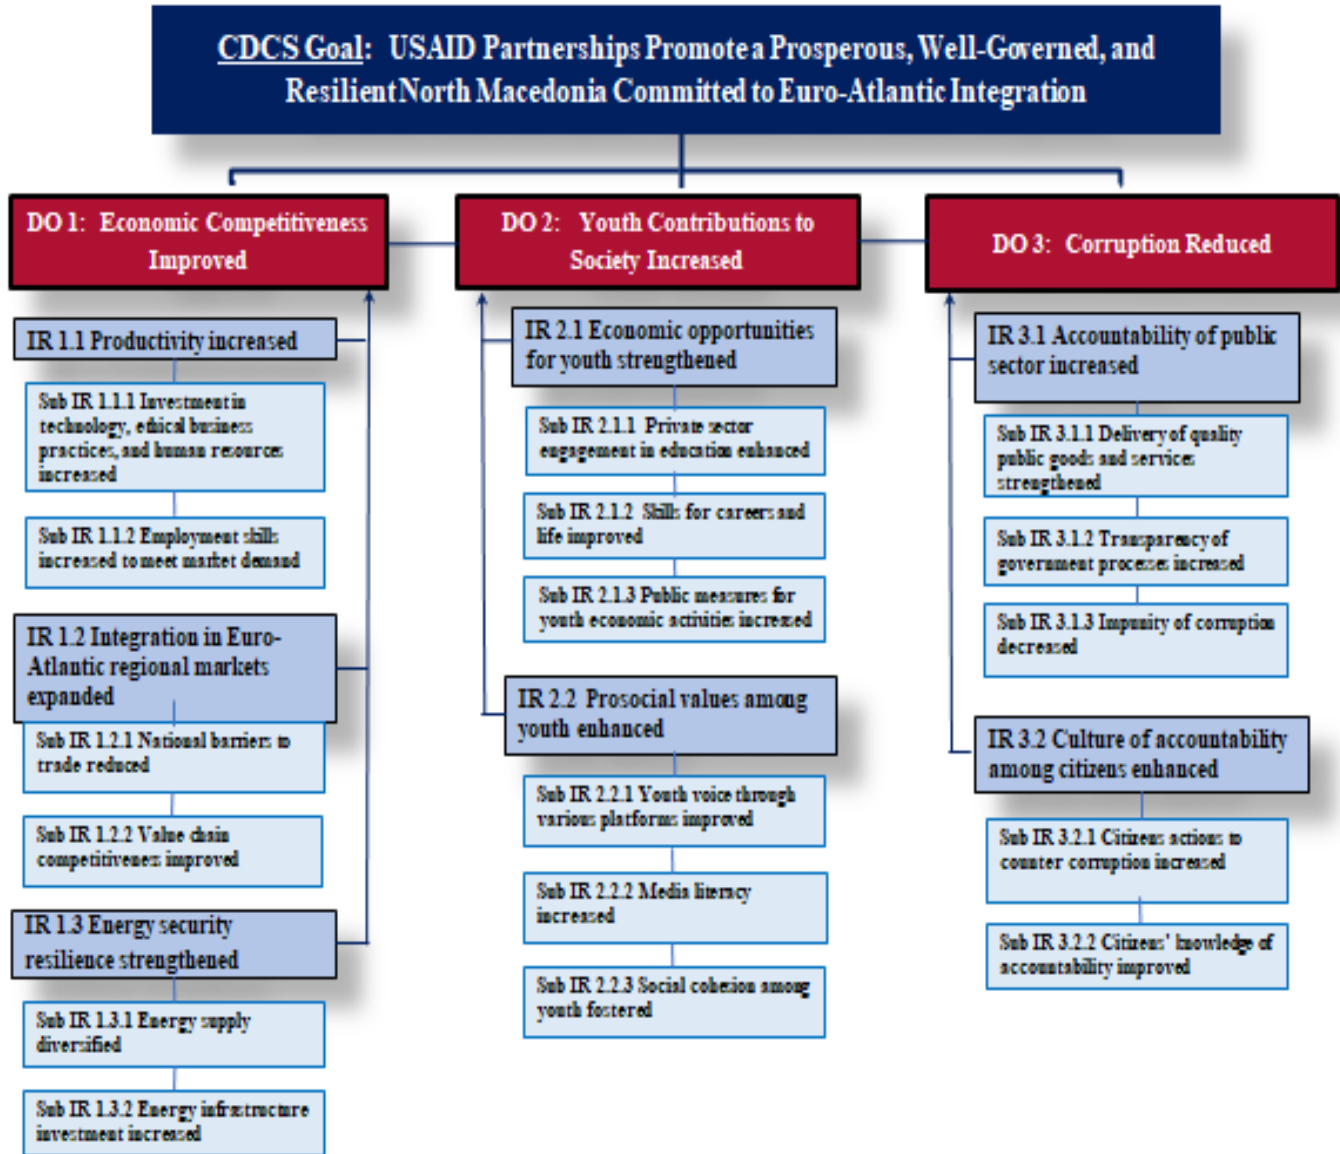 CDCS Goal: USAID Partnerships Promote a Prosperous, Well-Governed, and
Resilient North Macedonia Committed to Euro-Atlantic Integration
DO 1: Economic Competitiveness
Improved
IR 1.1 Productivity increased
Sub IR 1.1.1 Investment in
technology, ethical business
practices, and human resources
increased
Sub IR 1.1.2 Employment skills
increased to meet market demand
IR 1.2 Integration in Euro-
Atlantic regional markets
expanded
Sub IR 1.2.1 National barriers to
trade reduced
Sub IR 1.2.2 Value chain
competitiveness improved
IR 1.3 Energy security
resilience strengthened
Sub IR 1.3.1 Energy supply
diversified
Sub IR 1.3.2 Energy infrastructure
investment increased
DO 2: Youth Contributions to
Society Increased
IR 2.1 Economic opportunities
for youth strengthened
Sub IR 2.1.1 Private sector
engagement in education enhanced
Sub IR 2.1.2 Skills for careers and
life improved
Sub IR 2.1.3 Public measures for
youth economic activities increased
IR 2.2 Prosocial values among
youth enhanced
Sub IR 2.2.1 Youth voice through
various platforms improved
Sub IR 2.2.2 Media literacy
increased
Sub IR 2.2.3 Social cohesion among
youth fostered
DO 3: Corruption Reduced
IR 3.1 Accountability of public
sector increased
Sub IR 3.1.1 Delivery of quality
public goods and services
strengthened
Sub IR 3.1.2 Transparency of
government processes increased
Sub IR 3.1.3 Impunity of corruption
decreased
IR 3.2 Culture of accountability
among citizens enhanced
Sub IR 3.2.1 Citizens actions to
counter corruption increased
Sub IR 3.2.2 Citizens' knowledge of
accountability improved